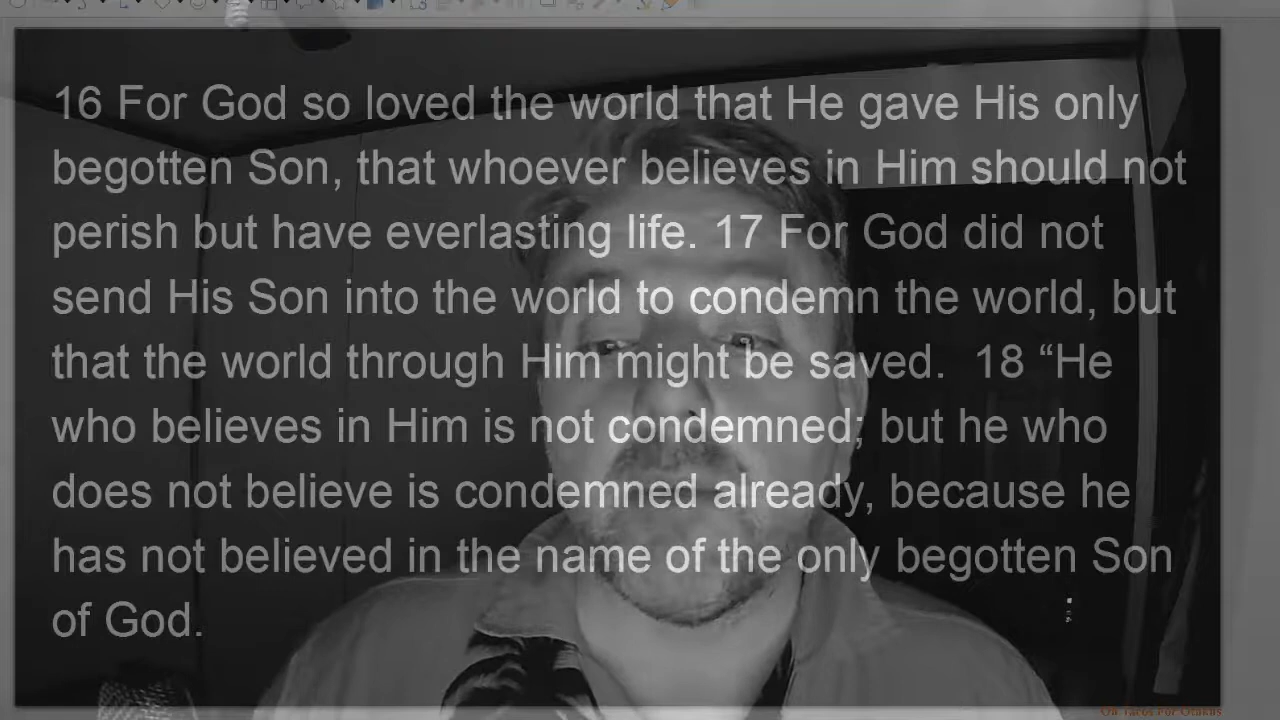 16 For God so loved the world that He gave His only
begotten Son, that whoever believes in Him should not
perish but have everlasting life. 17 For God did not
send His Son into the world to condemn the world, but
that the world through Him might be saved.  18 “He
who believes in Him is not condemned; but he who
does not believe is condemned already, because he
has not believed in the name of the only begotten Son
of God.